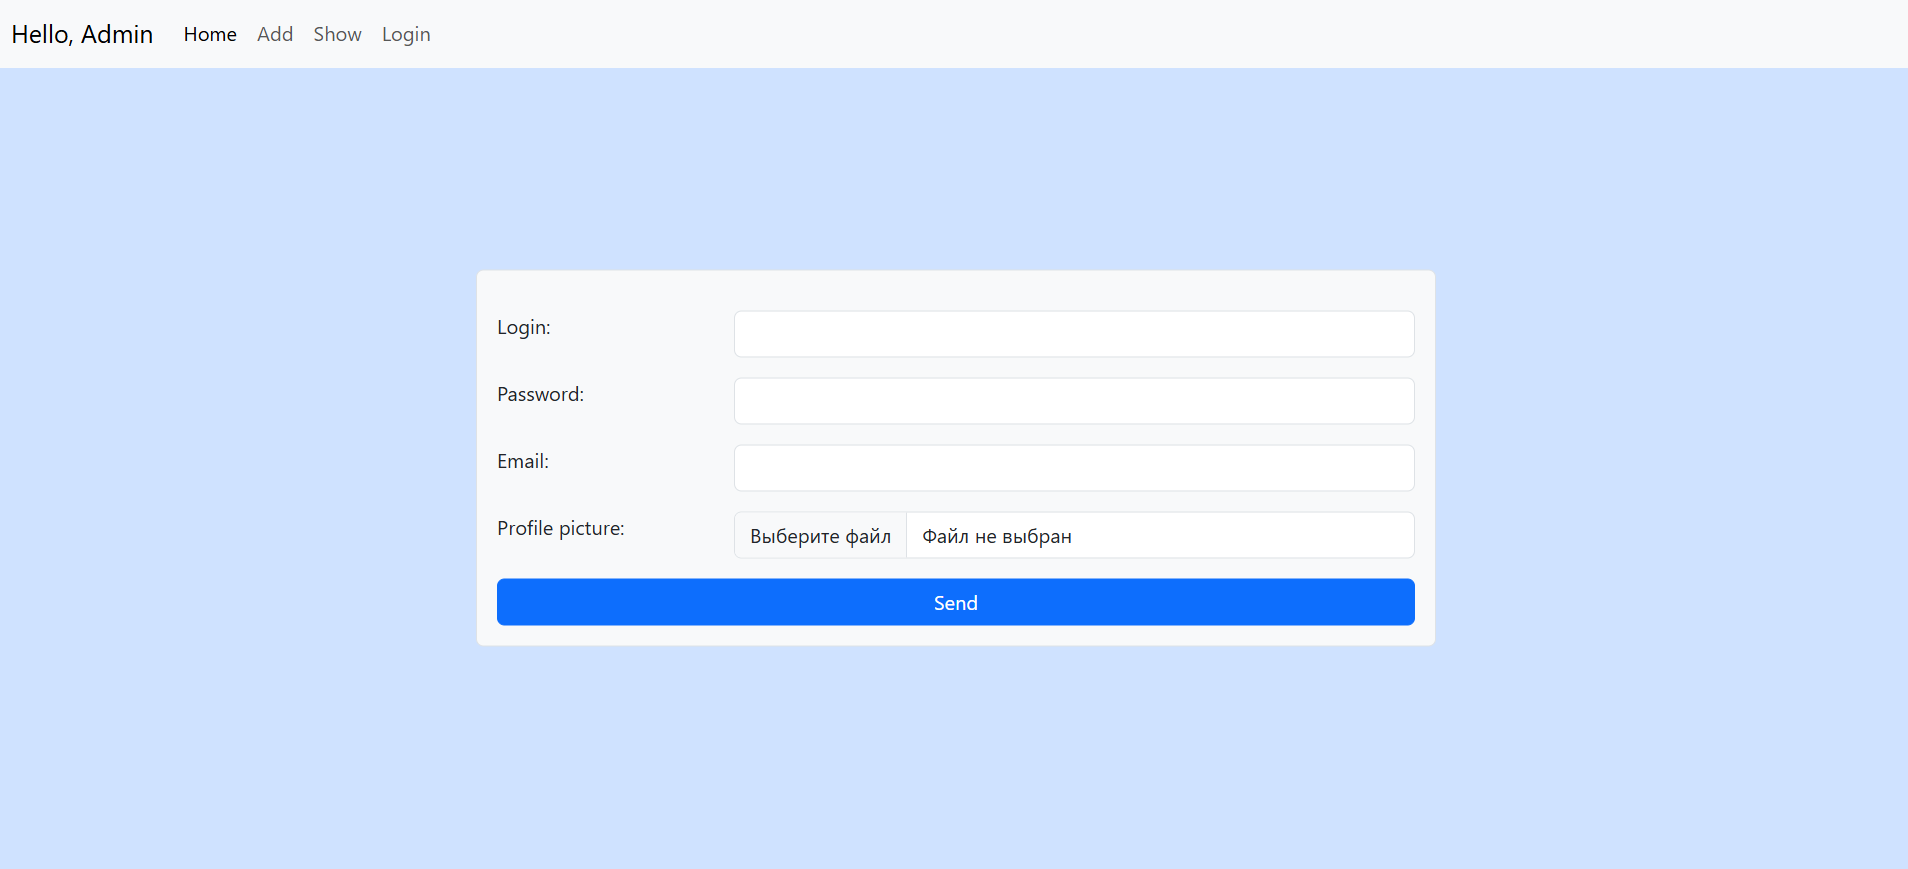 Hello, Admin Home Add Show Login
Login:
Password:
Email:
Profile picture: Выберите файл Файл не выбран
Send